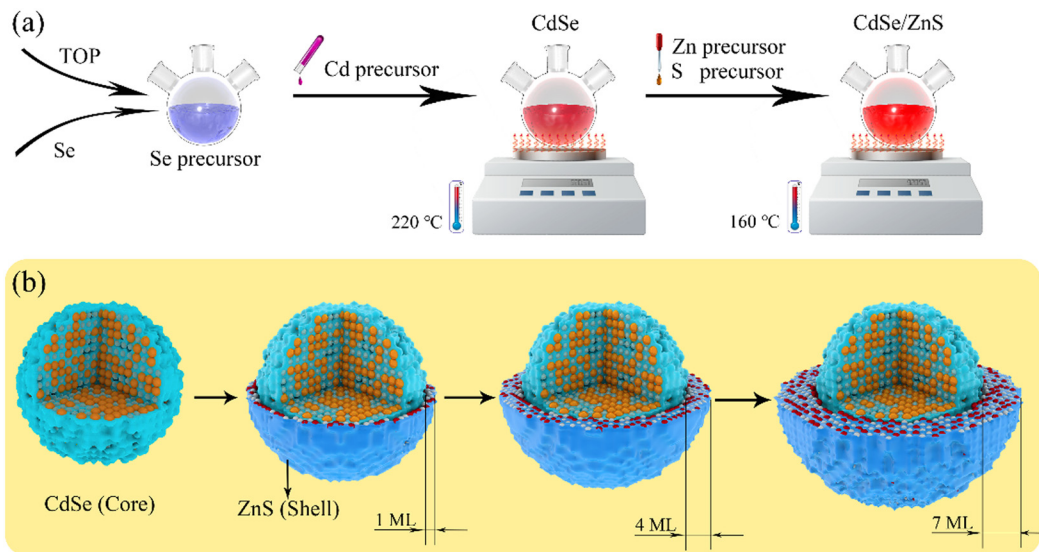 (a)
TOP
Se
Se precursor
Cd precursor
CdSe
220 °C
Zn precursor
S precursor
CdSe/ZnS
160 °C
(b)
CdSe (Core)
ZnS (Shell)
1 ML
4 ML
7 ML